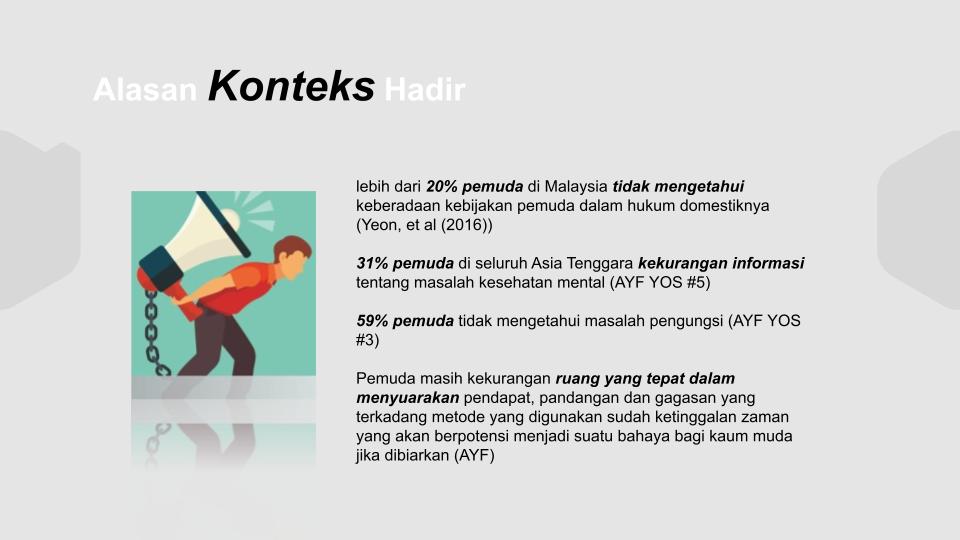 Alasan Konteks Hadir
lebih dari 20% pemuda di Malaysia tidak mengetahui
keberadaan kebijakan pemuda dalam hukum domestiknya
(Yeon, et al (2016))
31% pemuda di seluruh Asia Tenggara kekurangan informasi
tentang masalah kesehatan mental (AYF YOS #5)
59% pemuda tidak mengetahui masalah pengungsi (AYF YOS
#3)
Pemuda masih kekurangan ruang yang tepat dalam
menyuarakan pendapat, pandangan dan gagasan yang
terkadang metode yang digunakan sudah ketinggalan zaman
yang akan berpotensi menjadi suatu bahaya bagi kaum muda
jika dibiarkan (AYF)